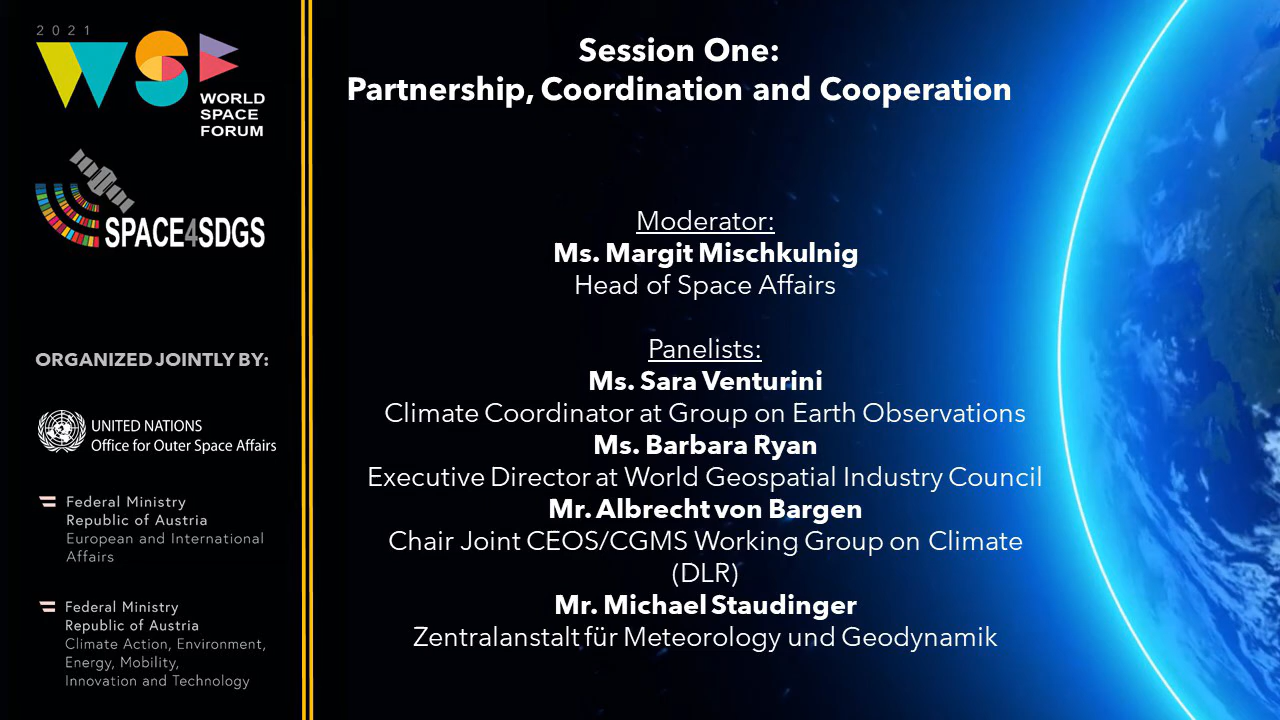 2021
WSF
WORLD
SPACE
FORUM
SPACE4SDGS
ORGANIZED JOINTLY BY:
UNITED NATIONS
Office for Outer Space Affairs
Federal Ministry
Republic of Austria
European and International
Affairs
Federal Ministry
Republic of Austria
Climate Action, Environment,
Energy, Mobility,
Innovation and Technology
Session One:
Partnership, Coordination and Cooperation
Moderator:
Ms. Margit Mischkulnig
Head of Space Affairs
Panelists:
Ms. Sara Venturini
Climate Coordinator at Group on Earth Observations
Ms. Barbara Ryan
Executive Director at World Geospatial Industry Council
Mr. Albrecht von Bargen
Chair Joint CEOS/CGMS Working Group on Climate
(DLR)
Mr. Michael Staudinger
Zentralanstalt für Meteorology und Geodynamik